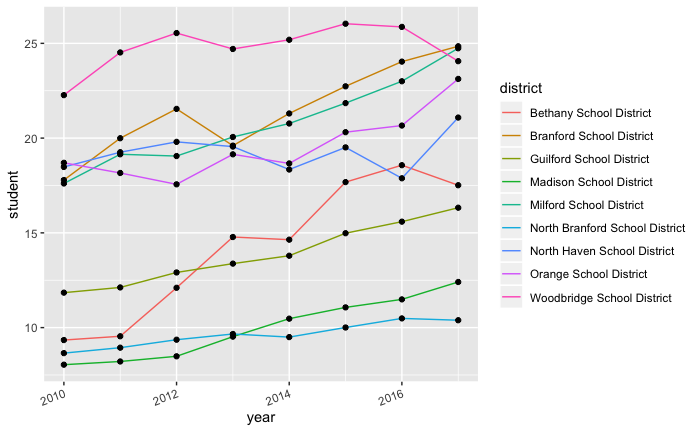 25
20
15
10
student
2010
2012
2014
2016
year
district
Bethany School District
Branford School District
Guilford School District
Madison School District
Milford School District
North Branford School District
North Haven School District
Orange School District
Woodbridge School District